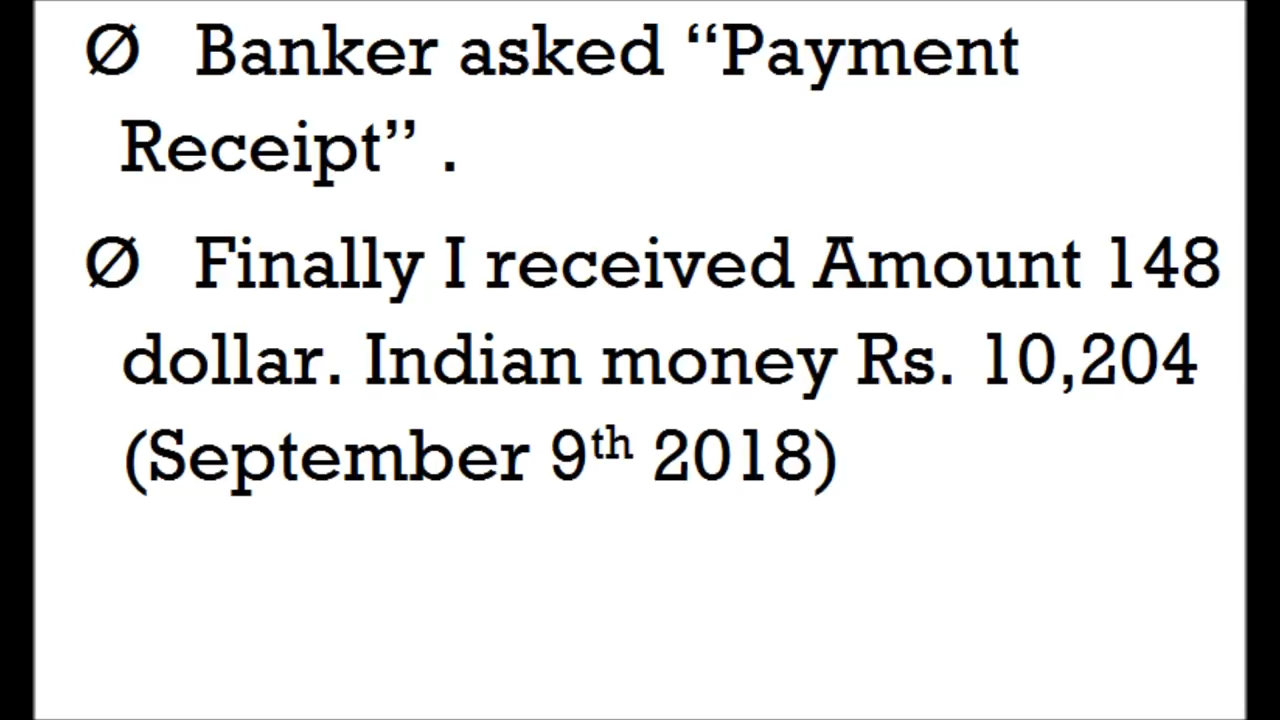 Ø Banker asked “Payment
Receipt” .
Ø Finally I received Amount 148
dollar. Indian money Rs. 10,204
(September 9th 2018)